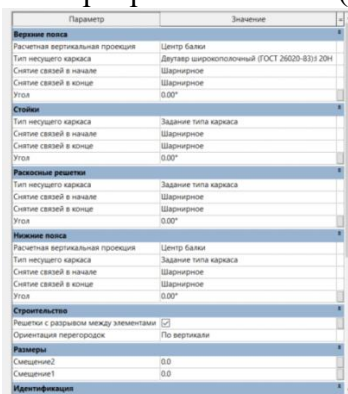 Параметр Значение
Верхние пояса
Расчетная вертикальная проекция Центр балки
Тип несущего каркаса Двутавр широкополочный (ГОСТ 26020-83): 20Н
Снятие связей в начале Шарнирное
Снятие связей в конце Шарнирное
Угол 0.00°
Стойки
Тип несущего каркаса Задание типа каркаса
Снятие связей в начале Шарнирное
Снятие связей в конце Шарнирное
Угол 0.00°
Раскосные решетки
Тип несущего каркаса Задание типа каркаса
Снятие связей в начале Шарнирное
Снятие связей в конце Шарнирное
Угол 0.00°
Нижние пояса
Расчетная вертикальная проекция Центр балки
Тип несущего каркаса Задание типа каркаса
Снятие связей в начале Шарнирное
Снятие связей в конце Шарнирное
Угол 0.00°
Строительство
Решетки с разрывом между элементами
Ориентация перегородок По вертикали
Размеры
Смещение2 0.0
Смещение1 0.0
Идентификация